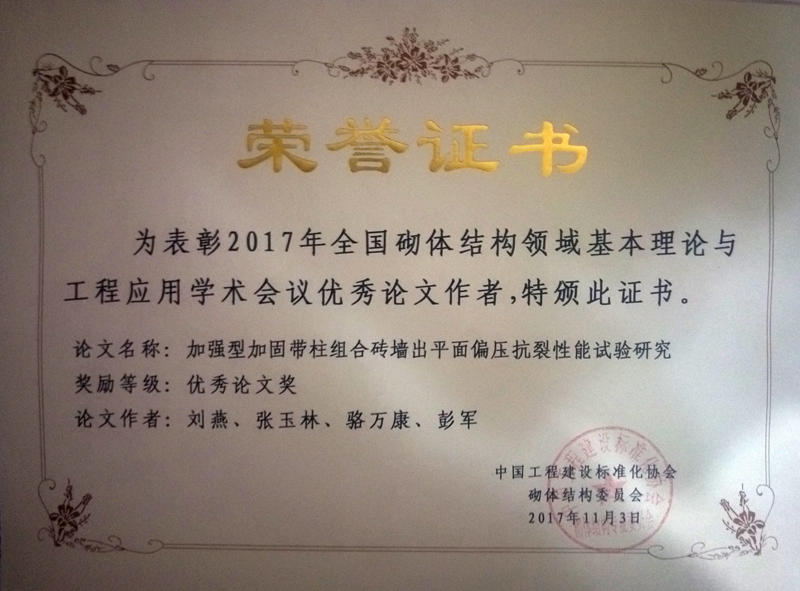 荣誉证书
为表彰2017年全国砌体结构领域基本理论与
工程应用学术会议优秀论文作者,特颁此证书。
论文名称：加强型加固带柱组合砖墙出平面偏压抗裂性能试验研究
奖励等级：优秀论文奖
论文作者：刘燕、张玉林、骆万康、彭军
中国工程建设标准化协会
砌体结构委员会
2017年11月3日